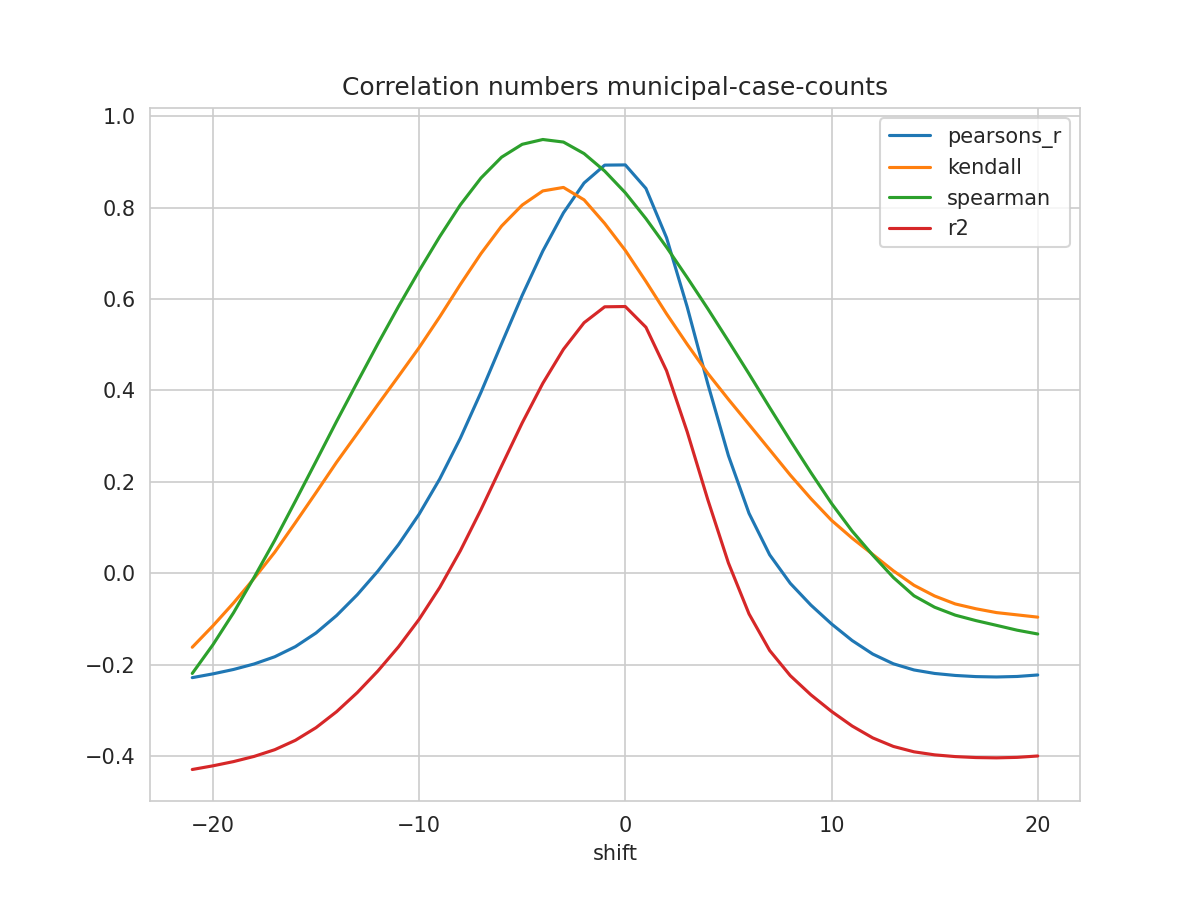 Correlation numbers municipal-case-counts
1.0
0.8
0.6
0.4
0.2
0.0
−0.2
−0.4
−20
−10
0
10
20
shift
pearsons_r
kendall
spearman
r2